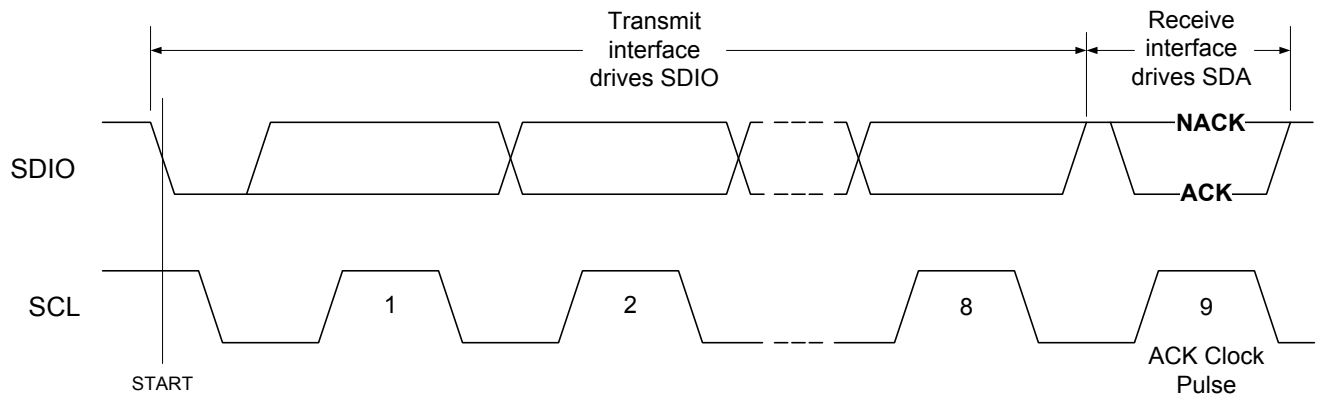 Transmit
interface
drives SDIO
Receive
interface
drives SDA
SDIO
NACK
ACK
SCL
1
2
8
9
START
ACK Clock
Pulse